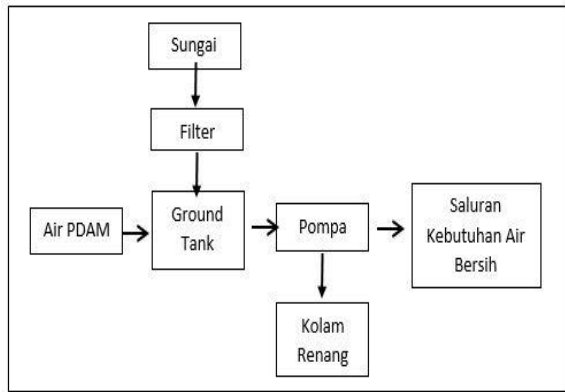 Sungai
Filter
Air PDAM
Ground
Tank
Pompa
Saluran
Kebutuhan Air
Bersih
Kolam
Renang